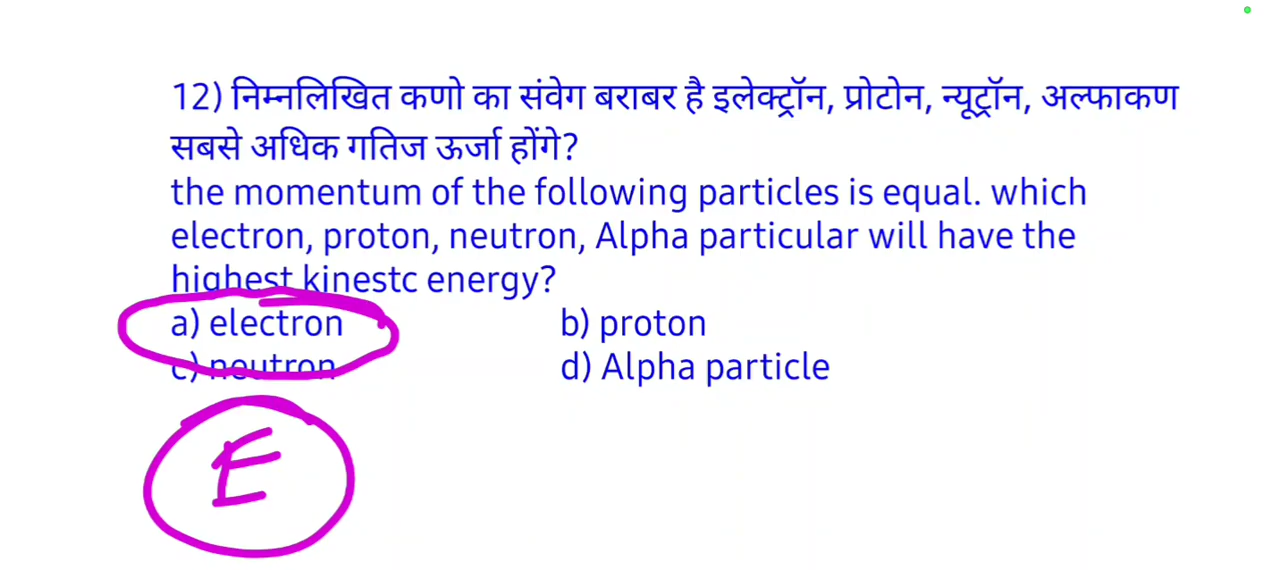 12) निम्नलिखित कणो का संवेग बराबर है इलेक्ट्रॉन, प्रोटोन, न्यूट्रॉन, अल्फाकण
सबसे अधिक गतिज ऊर्जा होंगे?
the momentum of the following particles is equal. which
electron, proton, neutron, Alpha particular will have the
highest kinestc energy?
a) electron b) proton
c) neutron d) Alpha particle
E